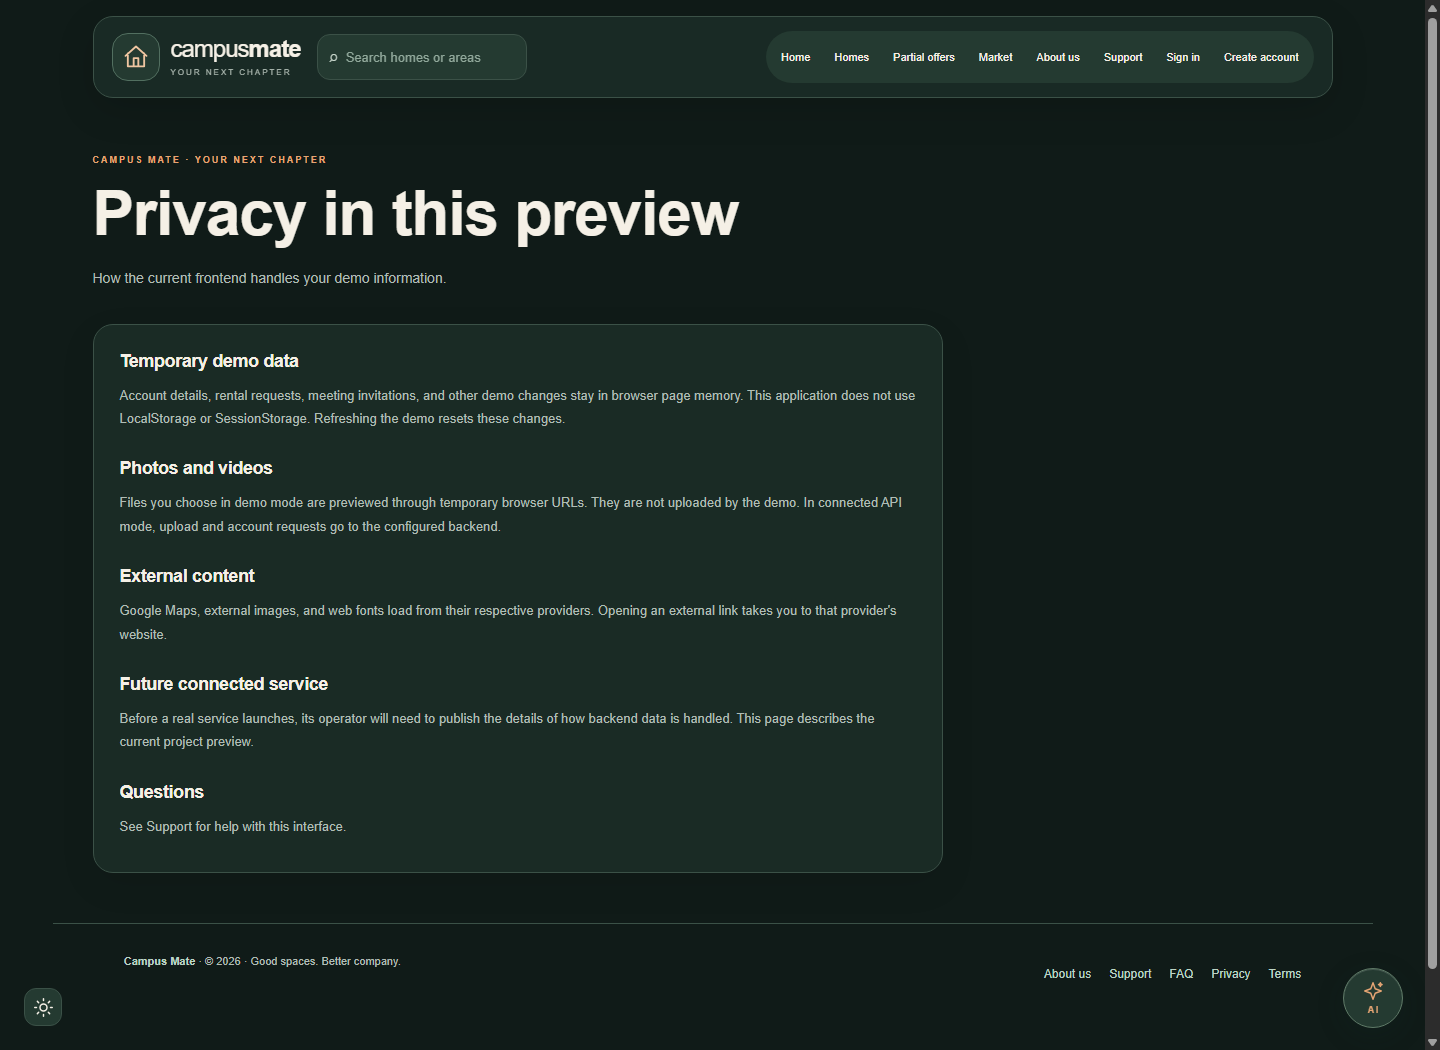 campusmate
YOUR NEXT CHAPTER
Search homes or areas
Home Homes Partial offers Market About us Support Sign in Create account
CAMPUS MATE · YOUR NEXT CHAPTER
Privacy in this preview
How the current frontend handles your demo information.
Temporary demo data
Account details, rental requests, meeting invitations, and other demo changes stay in browser page memory. This application does not use
LocalStorage or SessionStorage. Refreshing the demo resets these changes.
Photos and videos
Files you choose in demo mode are previewed through temporary browser URLs. They are not uploaded by the demo. In connected API
mode, upload and account requests go to the configured backend.
External content
Google Maps, external images, and web fonts load from their respective providers. Opening an external link takes you to that provider's
website.
Future connected service
Before a real service launches, its operator will need to publish the details of how backend data is handled. This page describes the
current project preview.
Questions
See Support for help with this interface.
Campus Mate · © 2026 · Good spaces. Better company.
About us Support FAQ Privacy Terms
AI